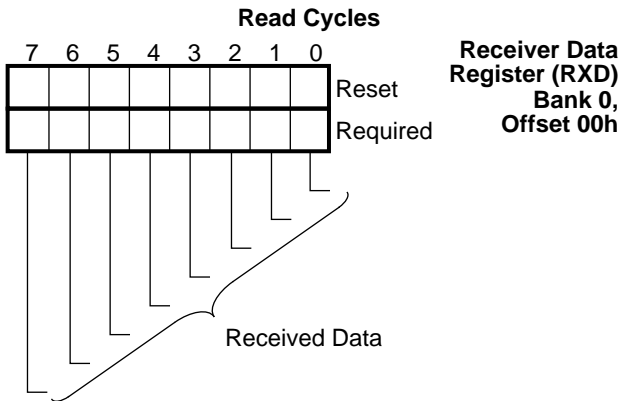 Read Cycles
7 6 5 4 3 2 1 0
Reset
Required
Receiver Data
Register (RXD)
Bank 0,
Offset 00h
Received Data